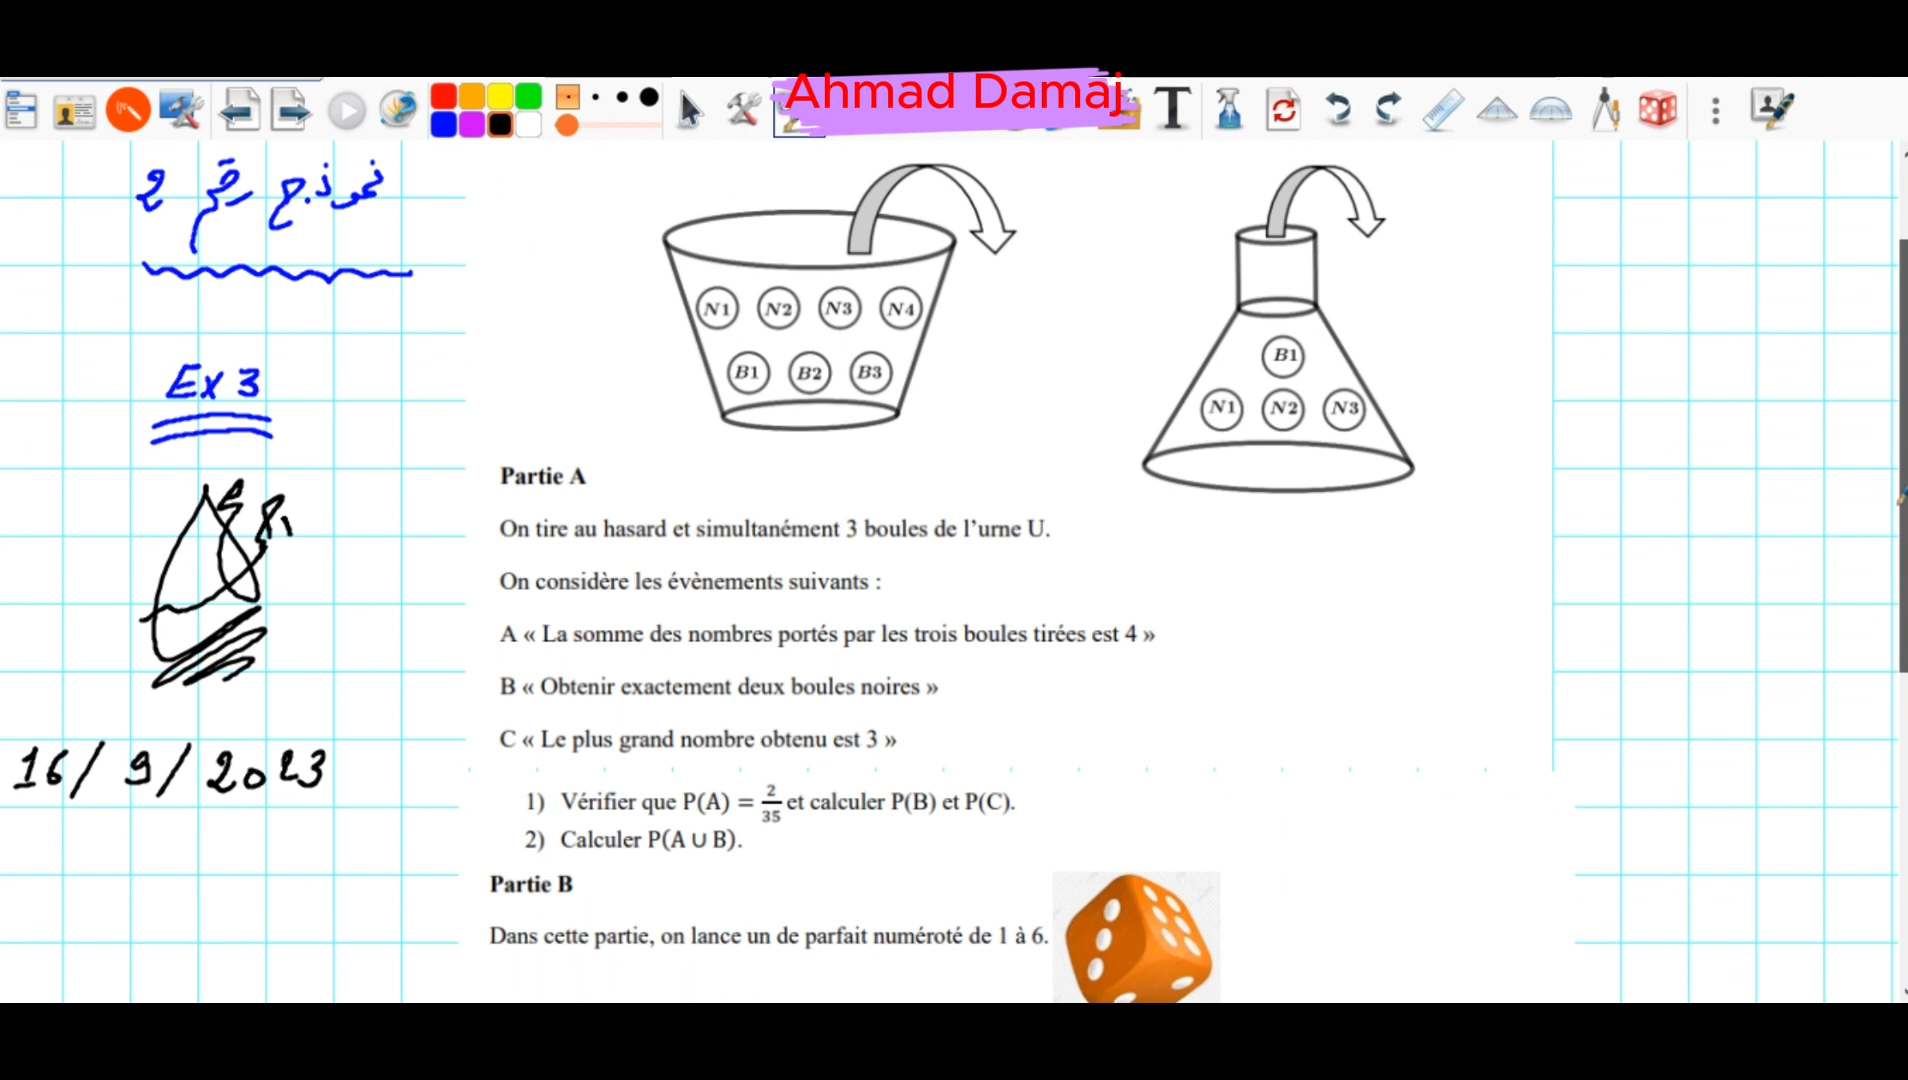 Ahmad Damaj
نموذج رقم 2
N1 N2 N3 N4
B1 B2 B3
B1
N1 N2 N3
Ex 3
Partie A
On tire au hasard et simultanément 3 boules de l'urne U.
On considère les évènements suivants :
A « La somme des nombres portés par les trois boules tirées est 4 »
B « Obtenir exactement deux boules noires »
C « Le plus grand nombre obtenu est 3 »
16/ 9/ 2023
1) Vérifier que P(A) = 2/35 et calculer P(B) et P(C).
2) Calculer P(A ∪ B).
Partie B
Dans cette partie, on lance un de parfait numéroté de 1 à 6.